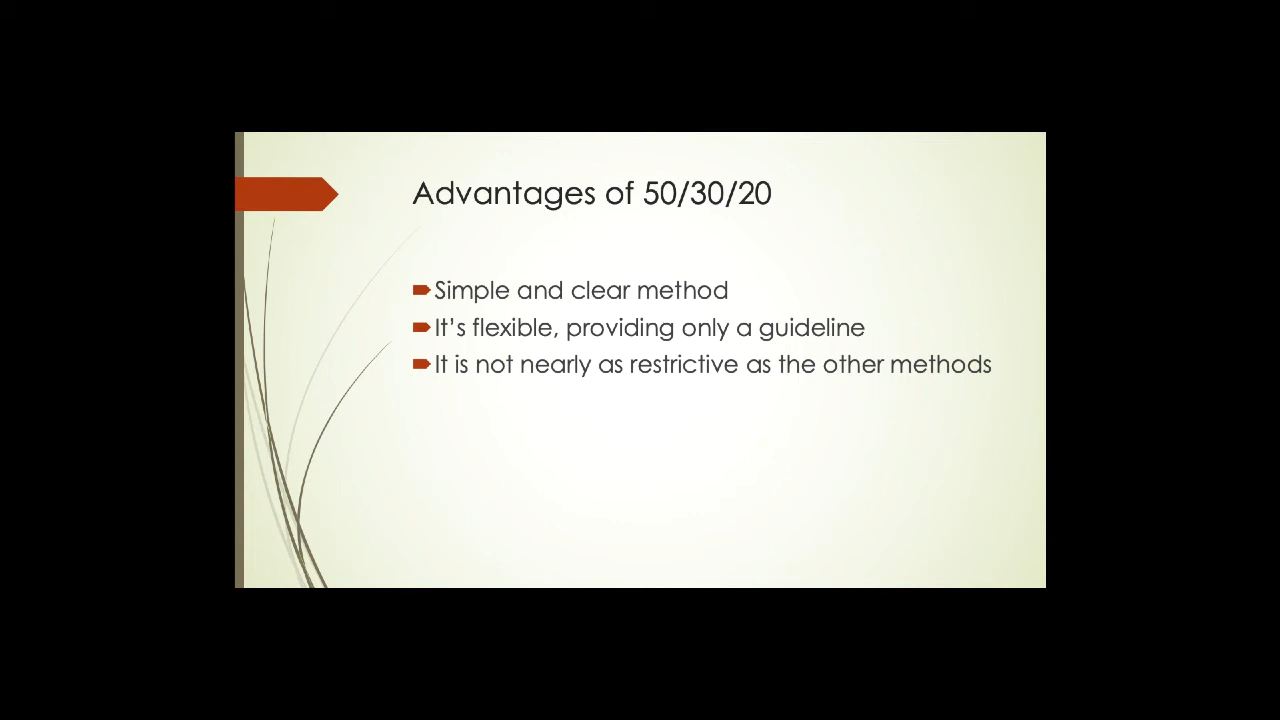 Advantages of 50/30/20
Simple and clear method
It's flexible, providing only a guideline
It is not nearly as restrictive as the other methods